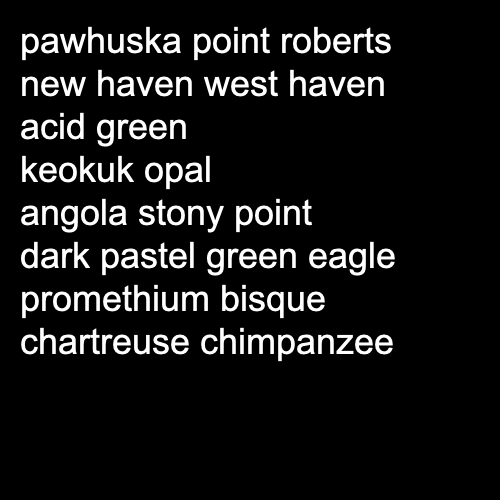 pawhuska point roberts
new haven west haven
acid green
keokuk opal
angola stony point
dark pastel green eagle
promethium bisque
chartreuse chimpanzee